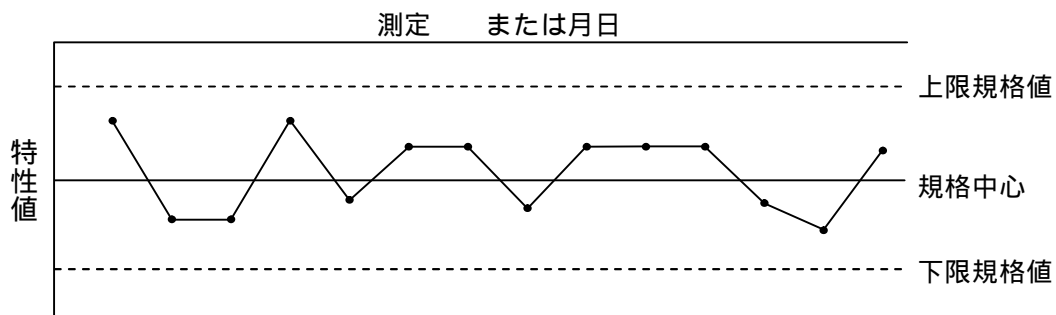 測定　　または月日
上限規格値
特性値
規格中心
下限規格値